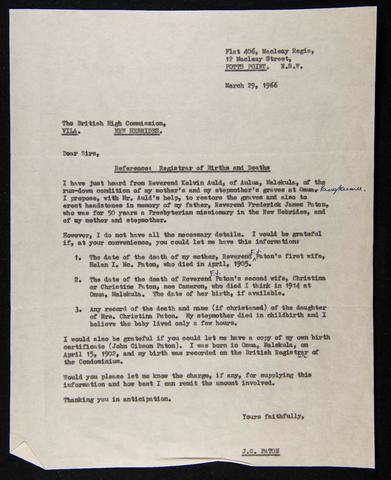 Flat 406, Macleay Regis,
12 Macleay Street,
POTTS POINT. N.S.W.
March 29, 1966
The British High Commission,
VILA. NEW HEBRIDES.
Dear Sirs,
Reference: Registrar of Births and Deaths
I have just heard from Reverend Kelvin Auld, of Aulua, Malekula, of the
run-down condition of my mother's and my stepmother's graves at Onua.
I propose, with Mr. Auld's help, to restore the graves and also to
erect headstones in memory of my father, Reverend Frederick James Paton,
who was for 50 years a Presbyterian missionary in the New Hebrides, and
of my mother and stepmother.
However, I do not have all the necessary details. I would be grateful
if, at your convenience, you could let me have this information:
1. The date of the death of my mother, Reverend F.J. Paton's first wife,
Helen I. Mc. Paton, who died in April, 1905.
2. The date of the death of Reverend F.J. Paton's second wife, Christina
or Christine Paton, nee Cameron, who died I think in 1914 at
Onua, Malekula. The date of her birth, if available.
3. Any record of the death and name (if christened) of the daughter
of Mrs. Christina Paton. My stepmother died in childbirth and I
believe the baby lived only a few hours.
I would also be grateful if you could let me have a copy of my own birth
certificate (John Gibson Paton). I was born in Onua, Malekula, on
April 15, 1902, and my birth was recorded on the British Registrar of
the Condominium.
Would you please let me know the charge, if any, for supplying this
information and how best I can remit the amount involved.
Thanking you in anticipation.
Yours faithfully,
J.G. PATON